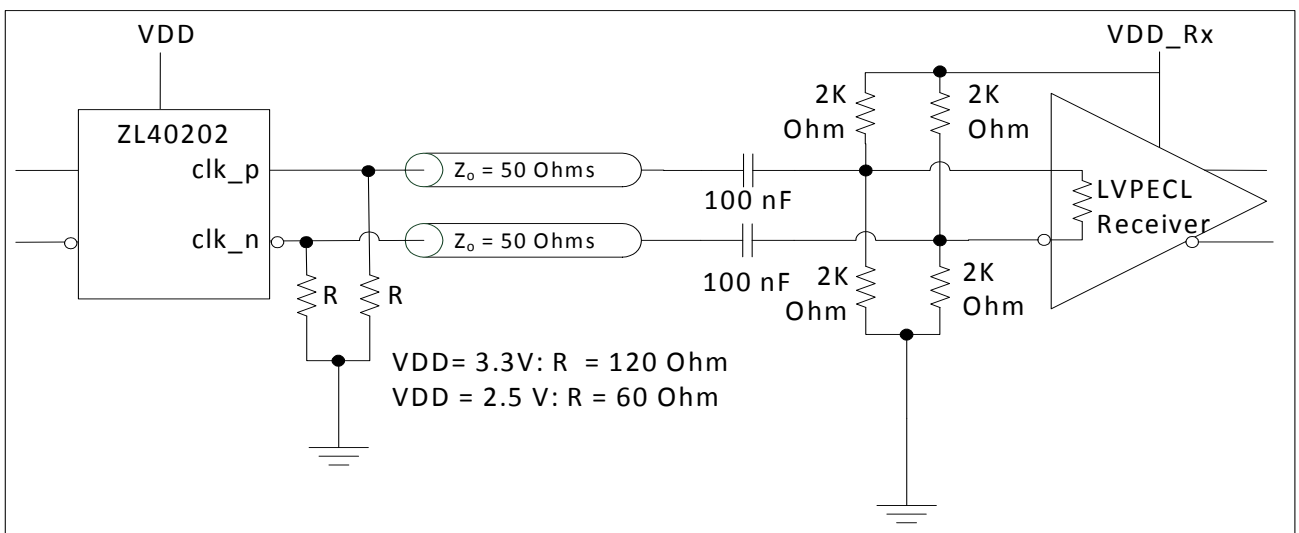 VDD
VDD_Rx
ZL40202
clk_p
clk_n
Zo = 50 Ohms
Zo = 50 Ohms
100 nF
100 nF
2K
Ohm
2K
Ohm
2K
Ohm
2K
Ohm
LVPECL
Receiver
R
R
VDD= 3.3V: R = 120 Ohm
VDD = 2.5 V: R = 60 Ohm